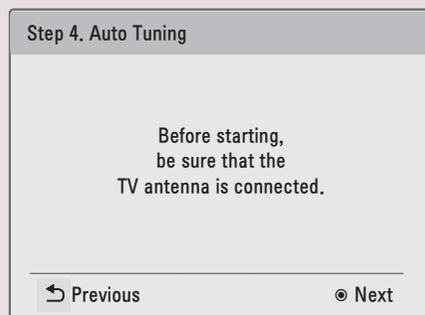 Step 4. Auto Tuning
Before starting,
be sure that the
TV antenna is connected.
Previous
Next